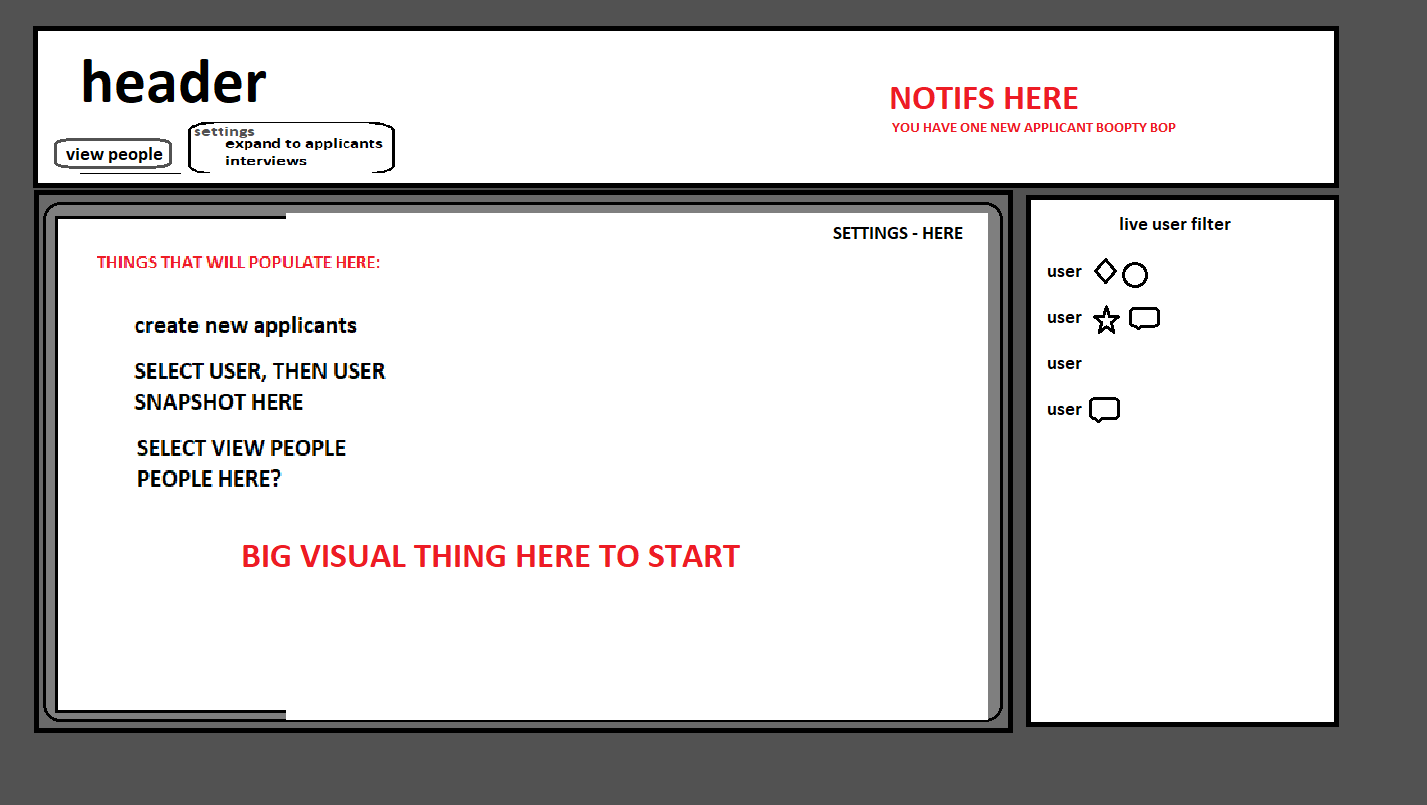 header
NOTIFS HERE
YOU HAVE ONE NEW APPLICANT BOOPTY BOP
settings
expand to applicants
view people
interviews
SETTINGS - HERE
THINGS THAT WILL POPULATE HERE:
create new applicants
SELECT USER, THEN USER
SNAPSHOT HERE
SELECT VIEW PEOPLE
PEOPLE HERE?
BIG VISUAL THING HERE TO START
live user filter
user
user
user
user